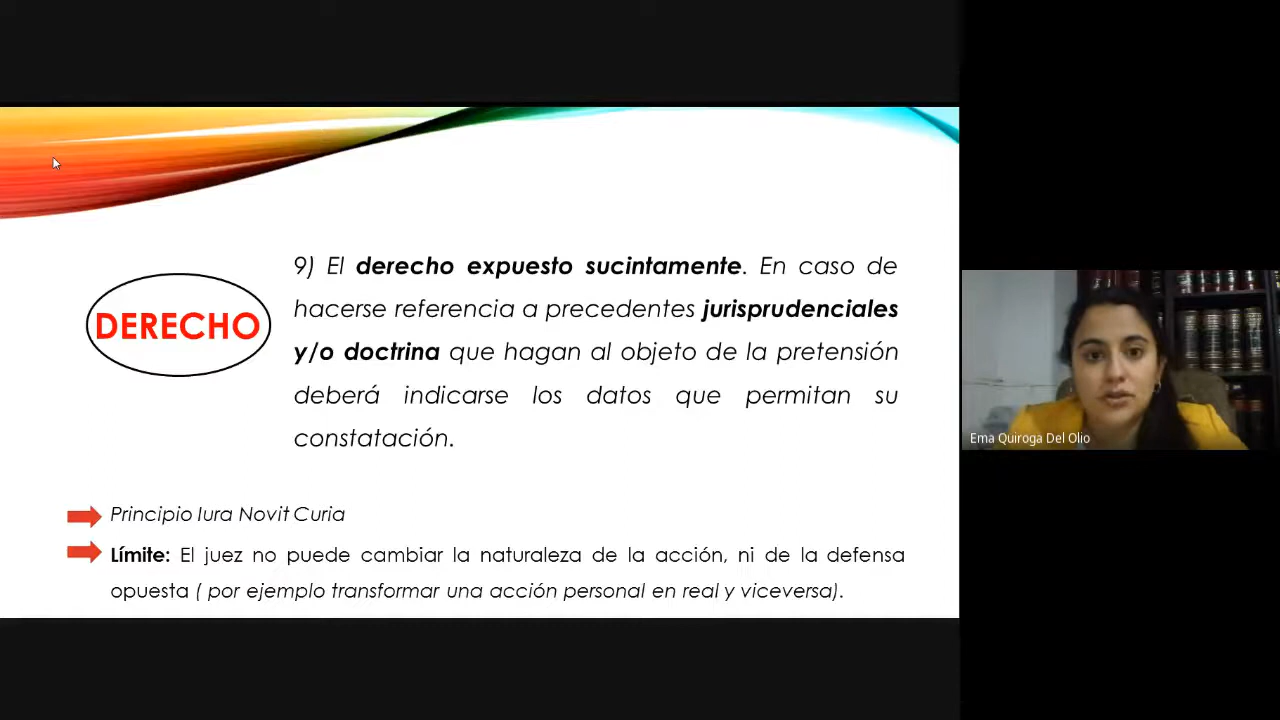 9) El derecho expuesto sucintamente. En caso de
hacerse referencia a precedentes jurisprudenciales
y/o doctrina que hagan al objeto de la pretensión
deberá indicarse los datos que permitan su
constatación.
DERECHO
Principio Iura Novit Curia
Límite: El juez no puede cambiar la naturaleza de la acción, ni de la defensa
opuesta ( por ejemplo transformar una acción personal en real y viceversa).
Ema Quiroga Del Olio